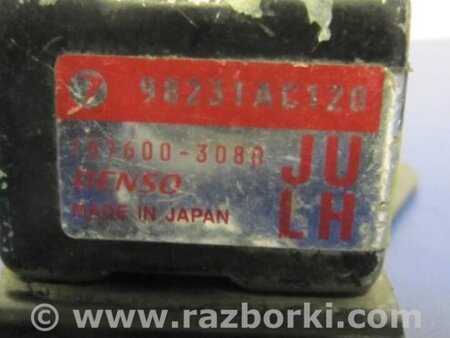 98231AC120
JU
DENSO
LH
MADE IN JAPAN
www.razborki.com